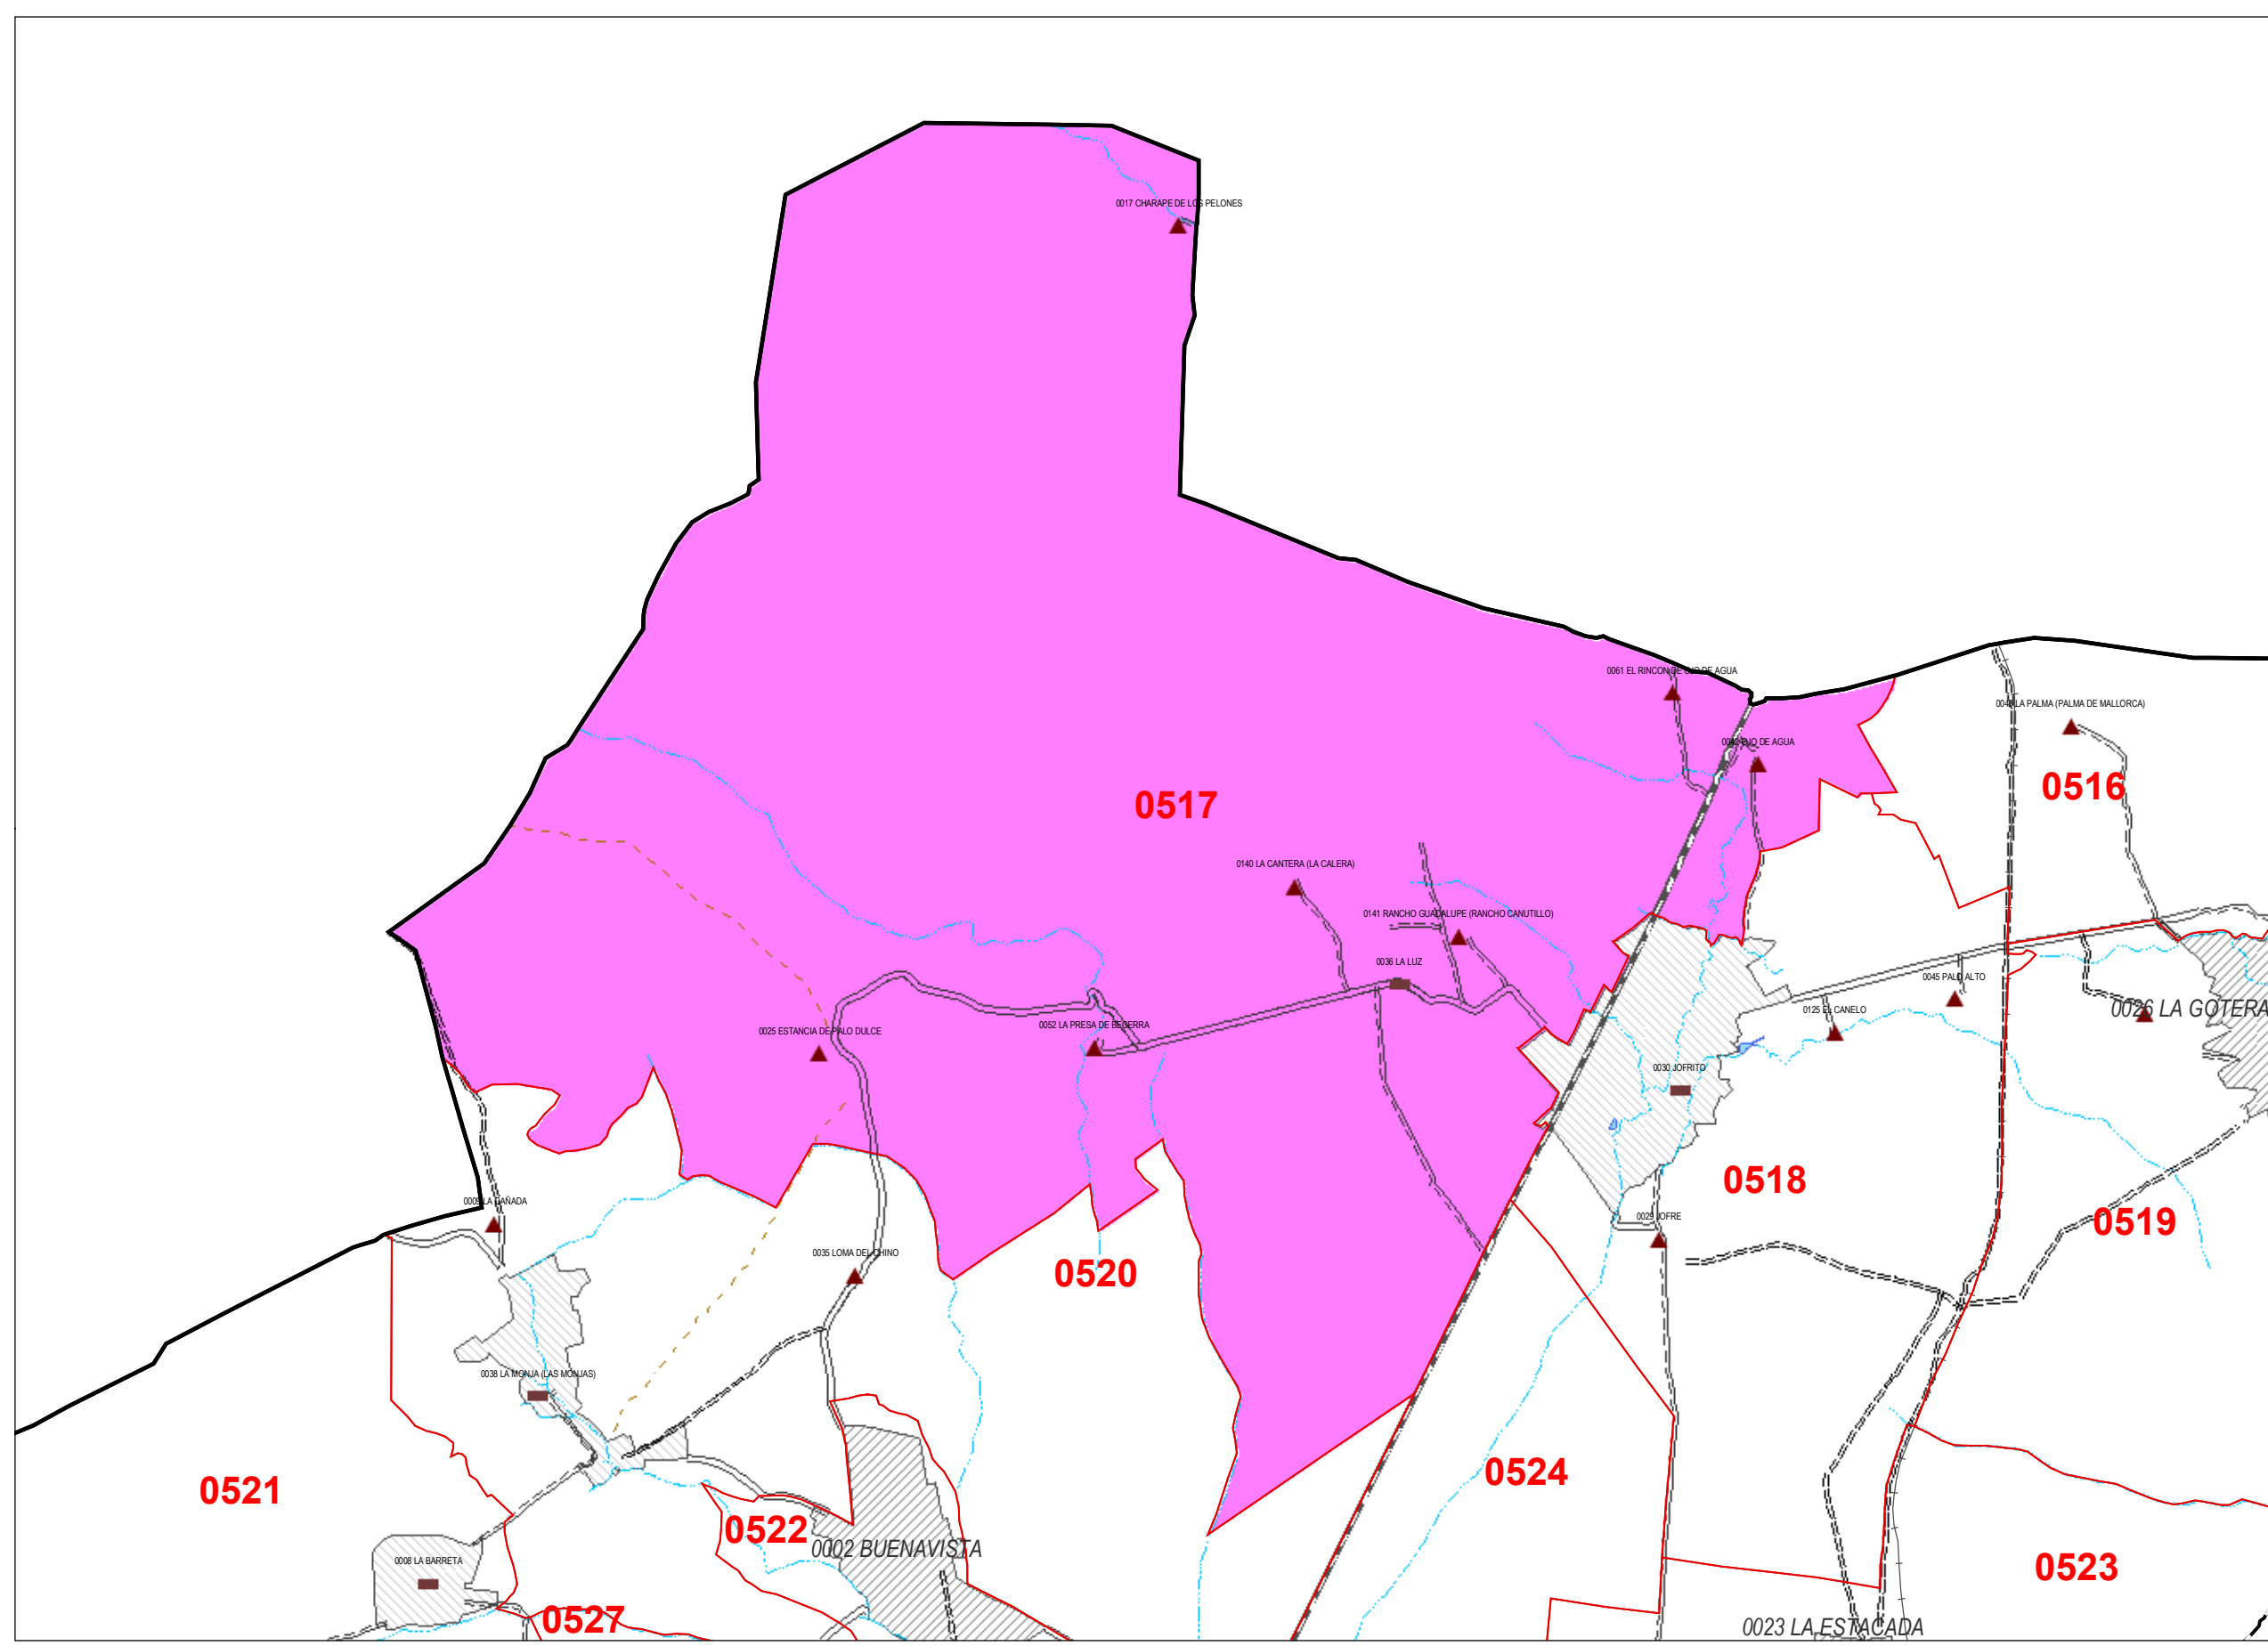 0017 CHARAPE DE LOS PELONES
0061 EL RINCON DE OJO DE AGUA
0042 OJO DE AGUA
LA PALMA (PALMA DE MALLORCA)
0516
0517
0140 LA CANTERA (LA CALERA)
0141 RANCHO GUADALUPE (RANCHO CANUTILLO)
0036 LA LUZ
0045 PALO ALTO
0125 EL CANELO
0026 LA GOTERA
0025 ESTANCIA DE PALO DULCE
0052 LA PRESA DE BECERRA
0030 JOFRITO
0518
0009 LA CAÑADA
0029 JOFRE
0519
0035 LOMA DEL CHINO
0520
0038 LA MONJA (LAS MONJAS)
0521
0524
0522
0002 BUENAVISTA
0008 LA BARRETA
0523
0527
0023 LA ESTACADA